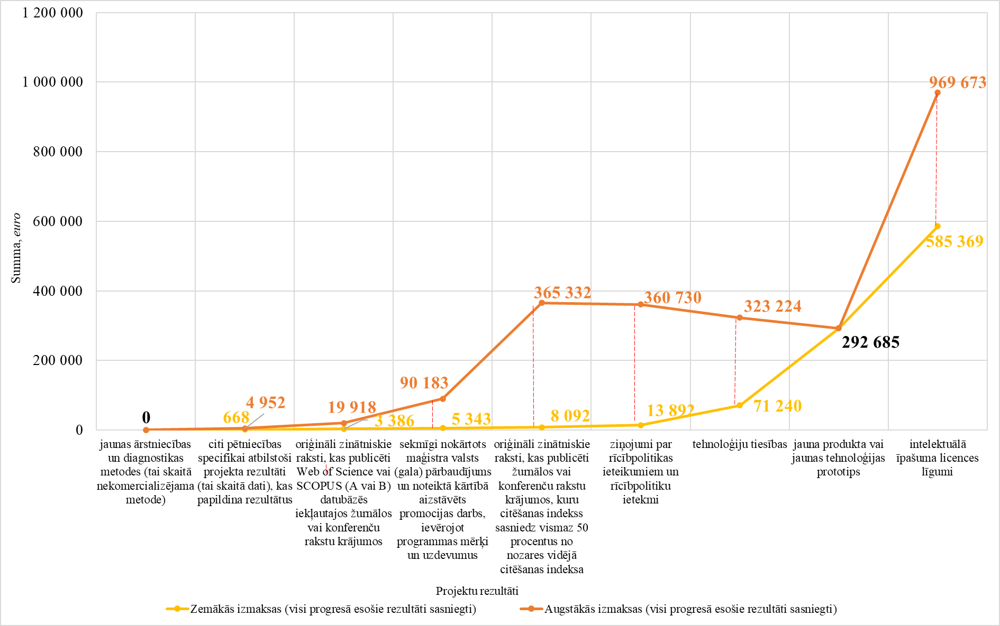 1 200 000
1 000 000
800 000
600 000
400 000
200 000
0
Summa, euro
0
668
4 952
3 386
19 918
5 343
90 183
8 092
365 332
13 892
360 730
71 240
323 224
292 685
585 369
969 673
jaunas ārstniecības
un diagnostikas
metodes (tai skaitā
nekomercializējama
metode)
citi pētniecības
specifikai atbilstoši
projekta rezultāti
(tai skaitā dati), kas
papildina rezultātus
oriģināli zinātniskie
raksti, kas publicēti
Web of Science vai
SCOPUS (A vai B)
datubāzēs
iekļautajos žurnālos
vai konferenču
rakstu krājumos
sekmīgi nokārtots
maģistra valsts
(gala) pārbaudījums
un noteiktā kārtībā
aizstāvēts
promocijas darbs,
ievērojot
programmas mērķi
un uzdevumus
oriģināli zinātniskie
raksti, kas publicēti
žurnālos vai
konferenču rakstu
krājumos, kuru
citēšanas indekss
sasniedz vismaz 50
procentus no
nozares vidējā
citēšanas indeksa
ziņojumi par
rīcībpolitikas
ieteikumiem un
rīcībpolitiku
ietekmi
tehnoloģiju tiesības
jauna produkta vai
jaunas tehnoloģijas
prototips
intelektuālā
īpašuma licences
līgumi
Projektu rezultāti
Zemākās izmaksas (visi progresā esošie rezultāti sasniegti)
Augstākās izmaksas (visi progresā esošie rezultāti sasniegti)